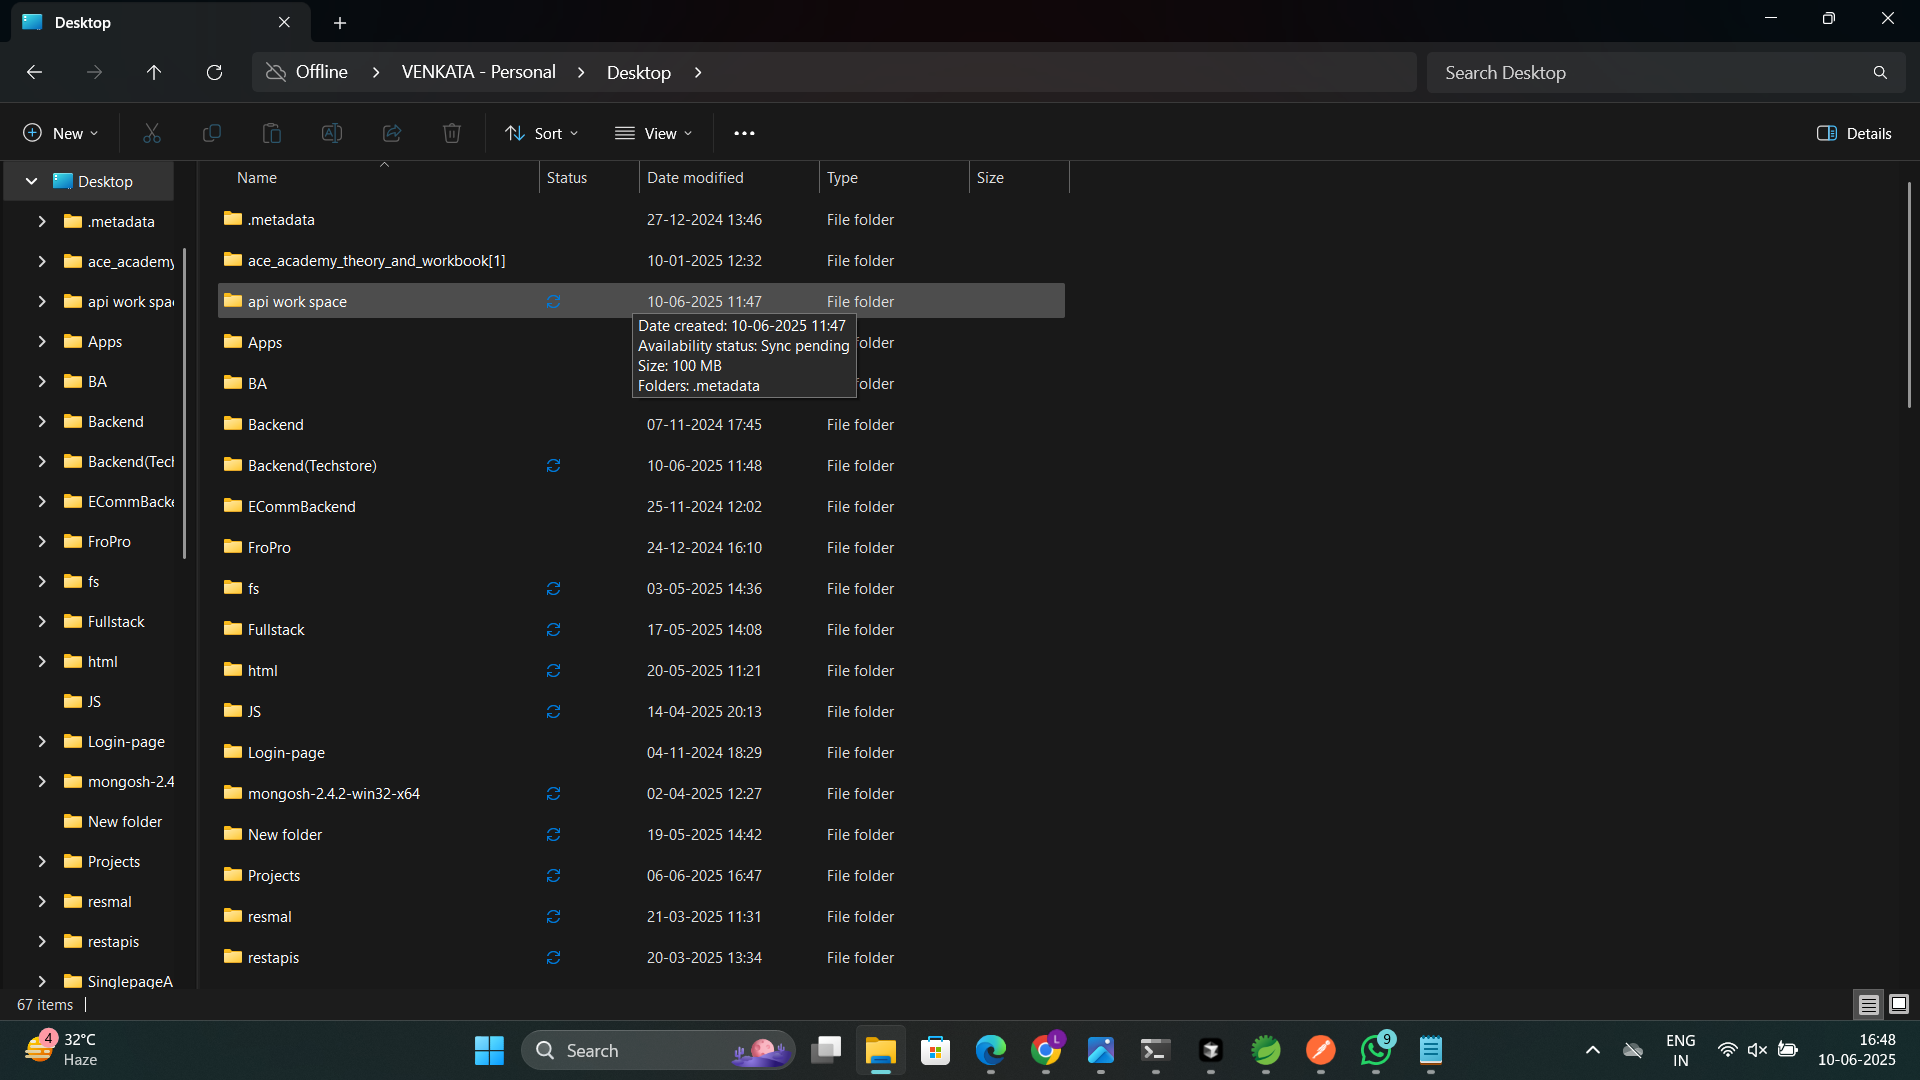 Desktop
Offline > VENKATA - Personal > Desktop >
Search Desktop
New
Sort
View
Details
Desktop
.metadata
ace_academy
api work spa
Apps
BA
Backend
Backend(Tecl
ECommBacke
FroPro
fs
Fullstack
html
JS
Login-page
mongosh-2.4
New folder
Projects
resmal
restapis
SinglepageA
Name Status Date modified Type Size
.metadata 27-12-2024 13:46 File folder
ace_academy_theory_and_workbook[1] 10-01-2025 12:32 File folder
api work space 10-06-2025 11:47 File folder
Date created: 10-06-2025 11:47
Availability status: Sync pending
Size: 100 MB
Folders: .metadata
Apps older
BA older
Backend 07-11-2024 17:45 File folder
Backend(Techstore) 10-06-2025 11:48 File folder
ECommBackend 25-11-2024 12:02 File folder
FroPro 24-12-2024 16:10 File folder
fs 03-05-2025 14:36 File folder
Fullstack 17-05-2025 14:08 File folder
html 20-05-2025 11:21 File folder
JS 14-04-2025 20:13 File folder
Login-page 04-11-2024 18:29 File folder
mongosh-2.4.2-win32-x64 02-04-2025 12:27 File folder
New folder 19-05-2025 14:42 File folder
Projects 06-06-2025 16:47 File folder
resmal 21-03-2025 11:31 File folder
restapis 20-03-2025 13:34 File folder
67 items
4
32°C
Haze
Search
L
9
ENG
IN
16:48
10-06-2025